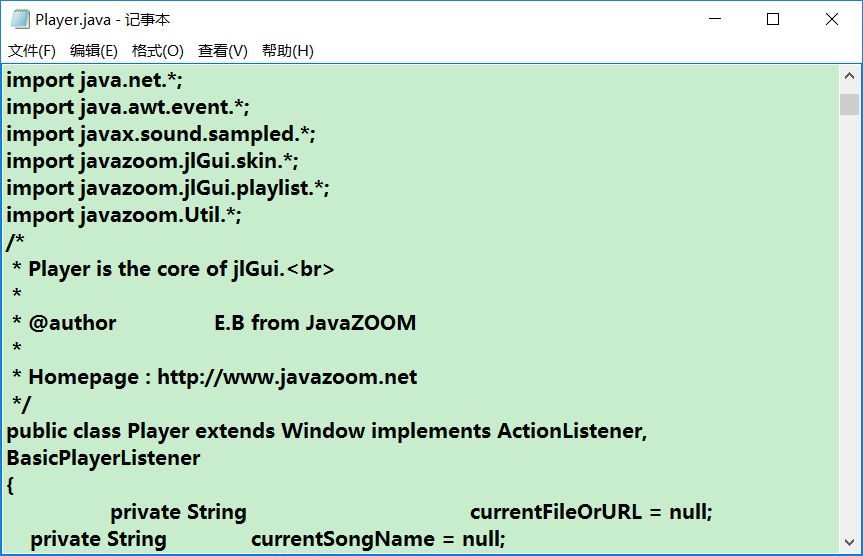 Player.java - 记事本
文件(F) 编辑(E) 格式(O) 查看(V) 帮助(H)
import java.net.*;
import java.awt.event.*;
import javax.sound.sampled.*;
import javazoom.jlGui.skin.*;
import javazoom.jlGui.playlist.*;
import javazoom.Util.*;
/*
* Player is the core of jlGui.<br>
*
* @author E.B from JavaZOOM
*
* Homepage : http://www.javazoom.net
*/
public class Player extends Window implements ActionListener,
BasicPlayerListener
{
private String currentFileOrURL = null;
private String currentSongName = null;